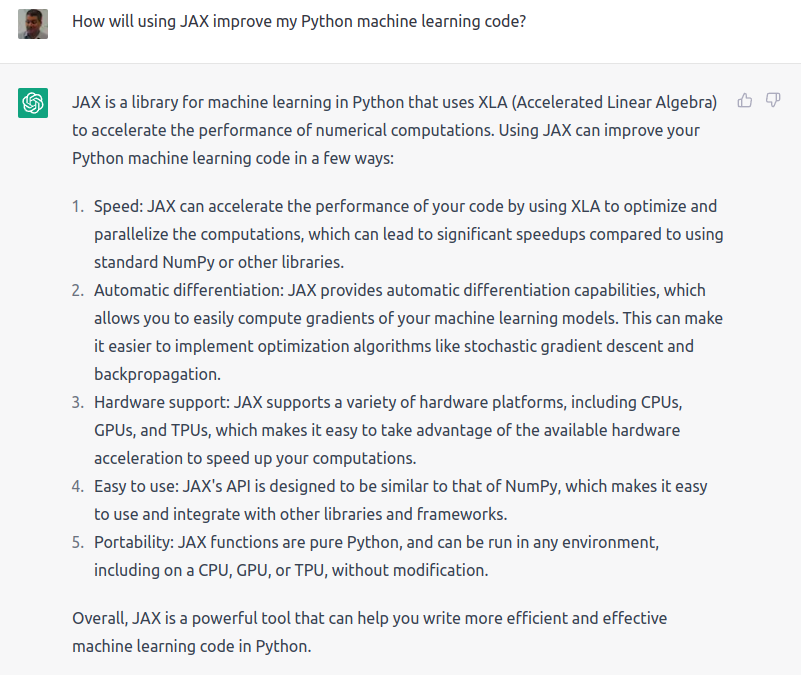 How will using JAX improve my Python machine learning code?
JAX is a library for machine learning in Python that uses XLA (Accelerated Linear Algebra)
to accelerate the performance of numerical computations. Using JAX can improve your
Python machine learning code in a few ways:
1. Speed: JAX can accelerate the performance of your code by using XLA to optimize and
parallelize the computations, which can lead to significant speedups compared to using
standard NumPy or other libraries.
2. Automatic differentiation: JAX provides automatic differentiation capabilities, which
allows you to easily compute gradients of your machine learning models. This can make
it easier to implement optimization algorithms like stochastic gradient descent and
backpropagation.
3. Hardware support: JAX supports a variety of hardware platforms, including CPUs,
GPUs, and TPUs, which makes it easy to take advantage of the available hardware
acceleration to speed up your computations.
4. Easy to use: JAX's API is designed to be similar to that of NumPy, which makes it easy
to use and integrate with other libraries and frameworks.
5. Portability: JAX functions are pure Python, and can be run in any environment,
including on a CPU, GPU, or TPU, without modification.
Overall, JAX is a powerful tool that can help you write more efficient and effective
machine learning code in Python.